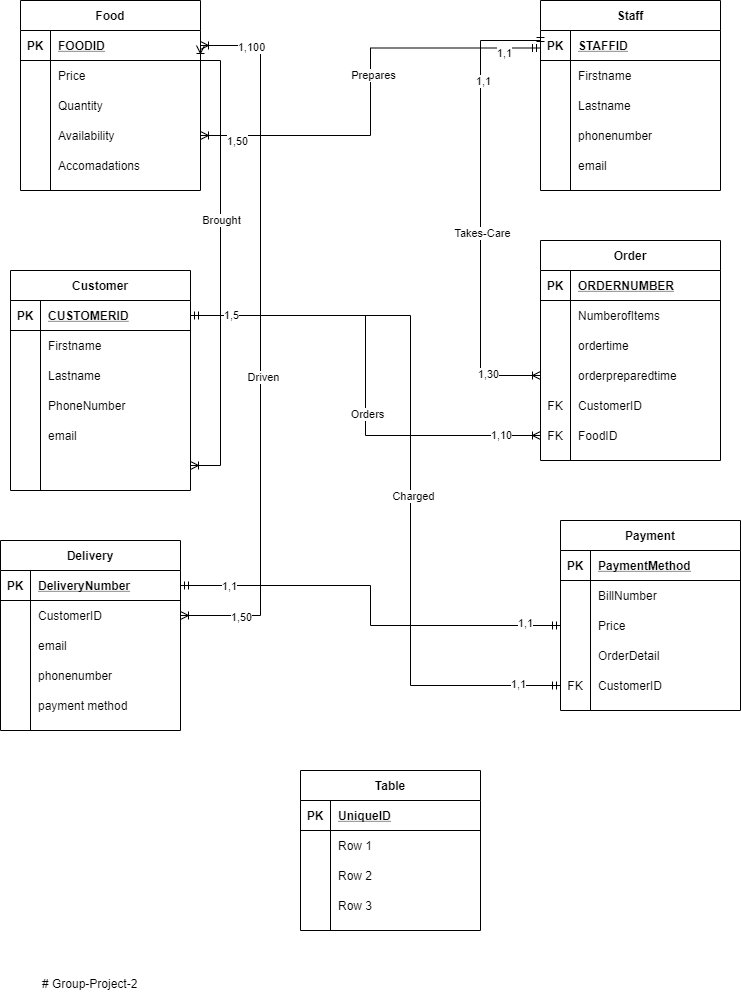 Food
PK FOODID
Price
Quantity
Availability
Accomadations
Staff
PK STAFFID
Firstname
Lastname
phonenumber
email
1,100
1,1
Prepares
1,1
1,50
Brought
Takes-Care
Order
PK ORDERNUMBER
NumberofItems
ordertime
orderpreparedtime
FK CustomerID
FK FoodID
Customer
PK CUSTOMERID
Firstname
Lastname
PhoneNumber
email
1,5
Driven
1,30
Orders
1,10
Charged
Delivery
PK DeliveryNumber
CustomerID
email
phonenumber
payment method
1,1
1,50
Payment
PK PaymentMethod
BillNumber
Price
OrderDetail
FK CustomerID
1,1
1,1
Table
PK UniqueID
Row 1
Row 2
Row 3
# Group-Project-2